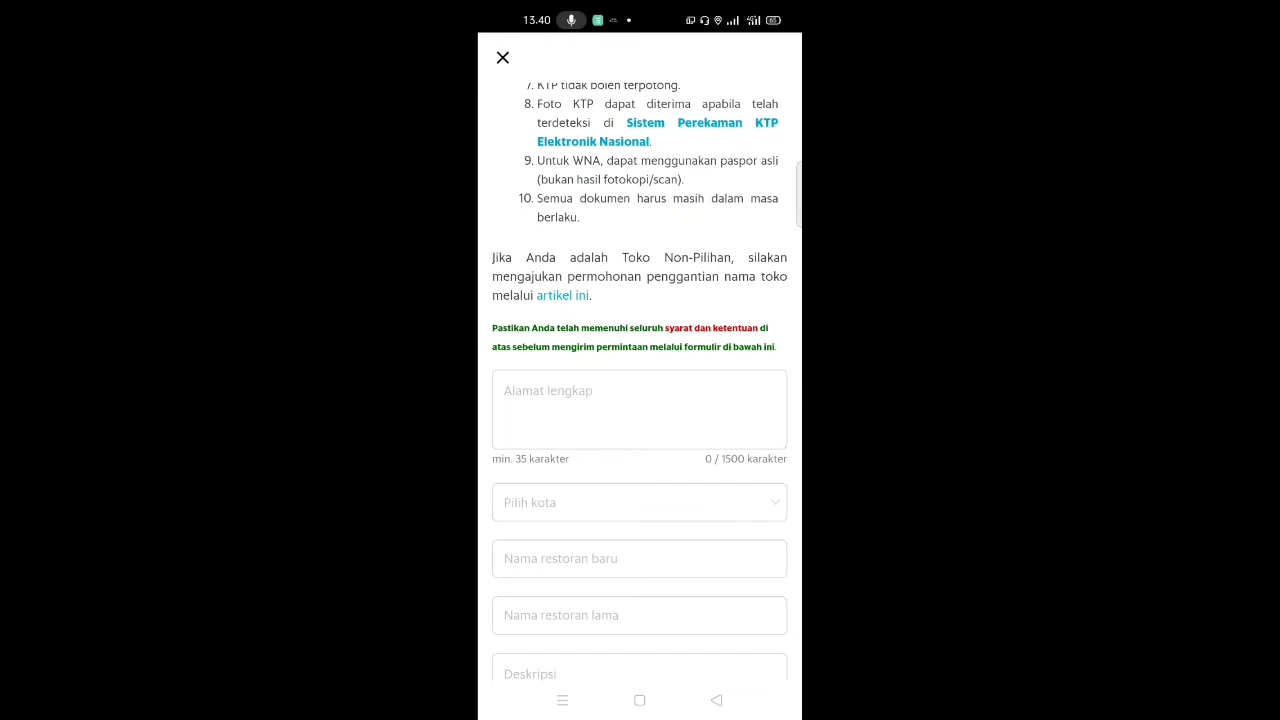 13.40
7. KTP tidak boleh terpotong.
8. Foto KTP dapat diterima apabila telah
terdeteksi di Sistem Perekaman KTP
Elektronik Nasional.
9. Untuk WNA, dapat menggunakan paspor asli
(bukan hasil fotokopi/scan).
10. Semua dokumen harus masih dalam masa
berlaku.
Jika Anda adalah Toko Non-Pilihan, silakan
mengajukan permohonan penggantian nama toko
melalui artikel ini.
Pastikan Anda telah memenuhi seluruh syarat dan ketentuan di
atas sebelum mengirim permintaan melalui formulir di bawah ini.
Alamat lengkap
min. 35 karakter 0 / 1500 karakter
Pilih kota
Nama restoran baru
Nama restoran lama
Deskripsi